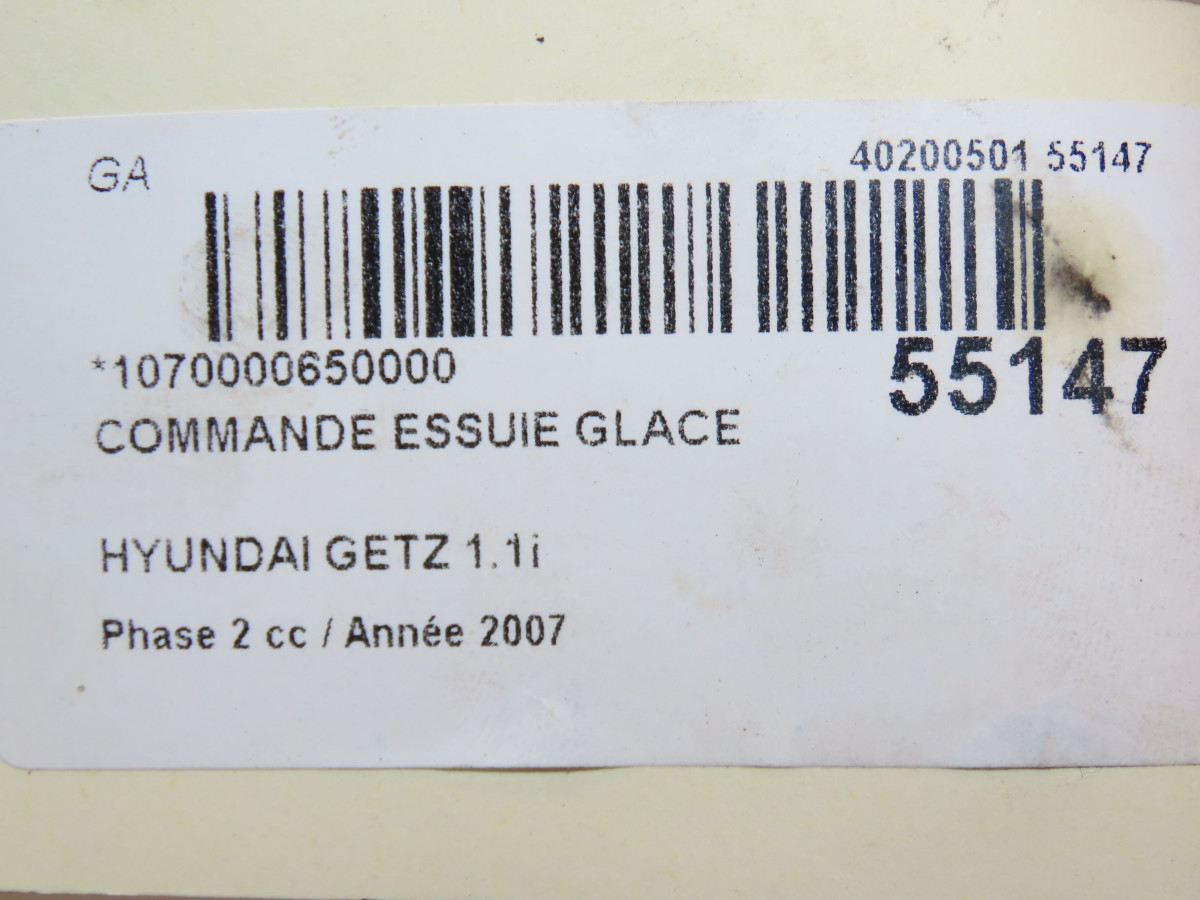 GA
40200501 55147
*1070000650000
55147
COMMANDE ESSUIE GLACE
HYUNDAI GETZ 1.1i
Phase 2 cc / Année 2007